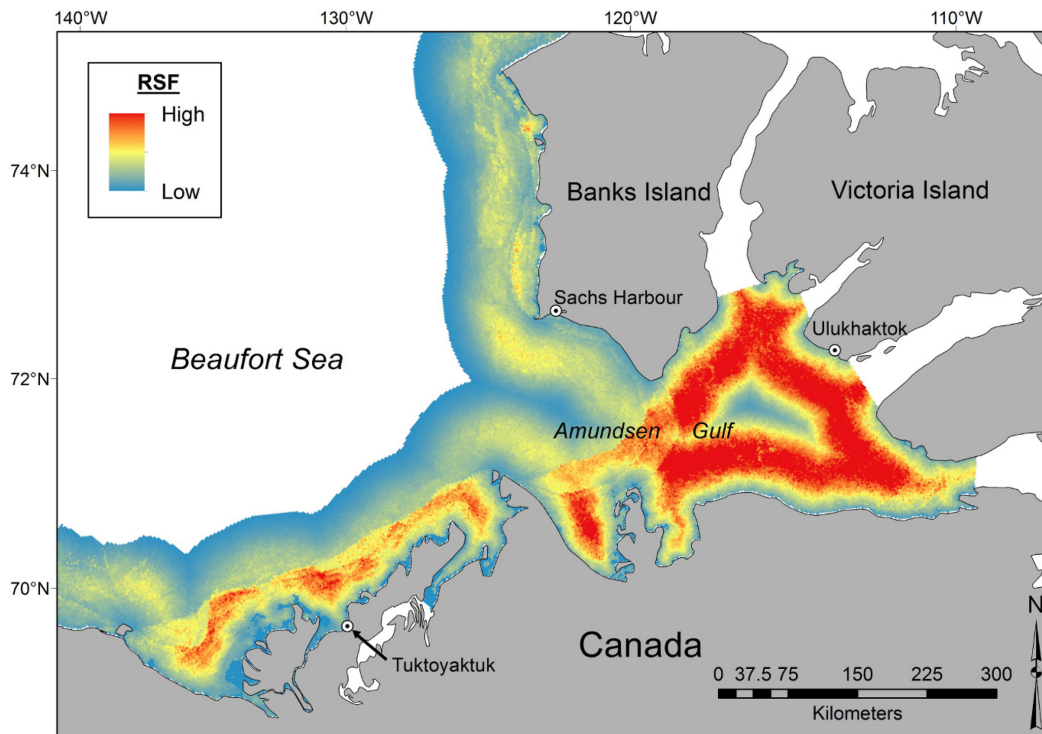 140°W
130°W
120°W
110°W
RSF
High
Low
74°N
72°N
70°N
Banks Island
Victoria Island
Sachs Harbour
Ulukhaktok
Beaufort Sea
Amundsen Gulf
Canada
Tuktoyaktuk
N
0 37.5 75 150 225 300
Kilometers